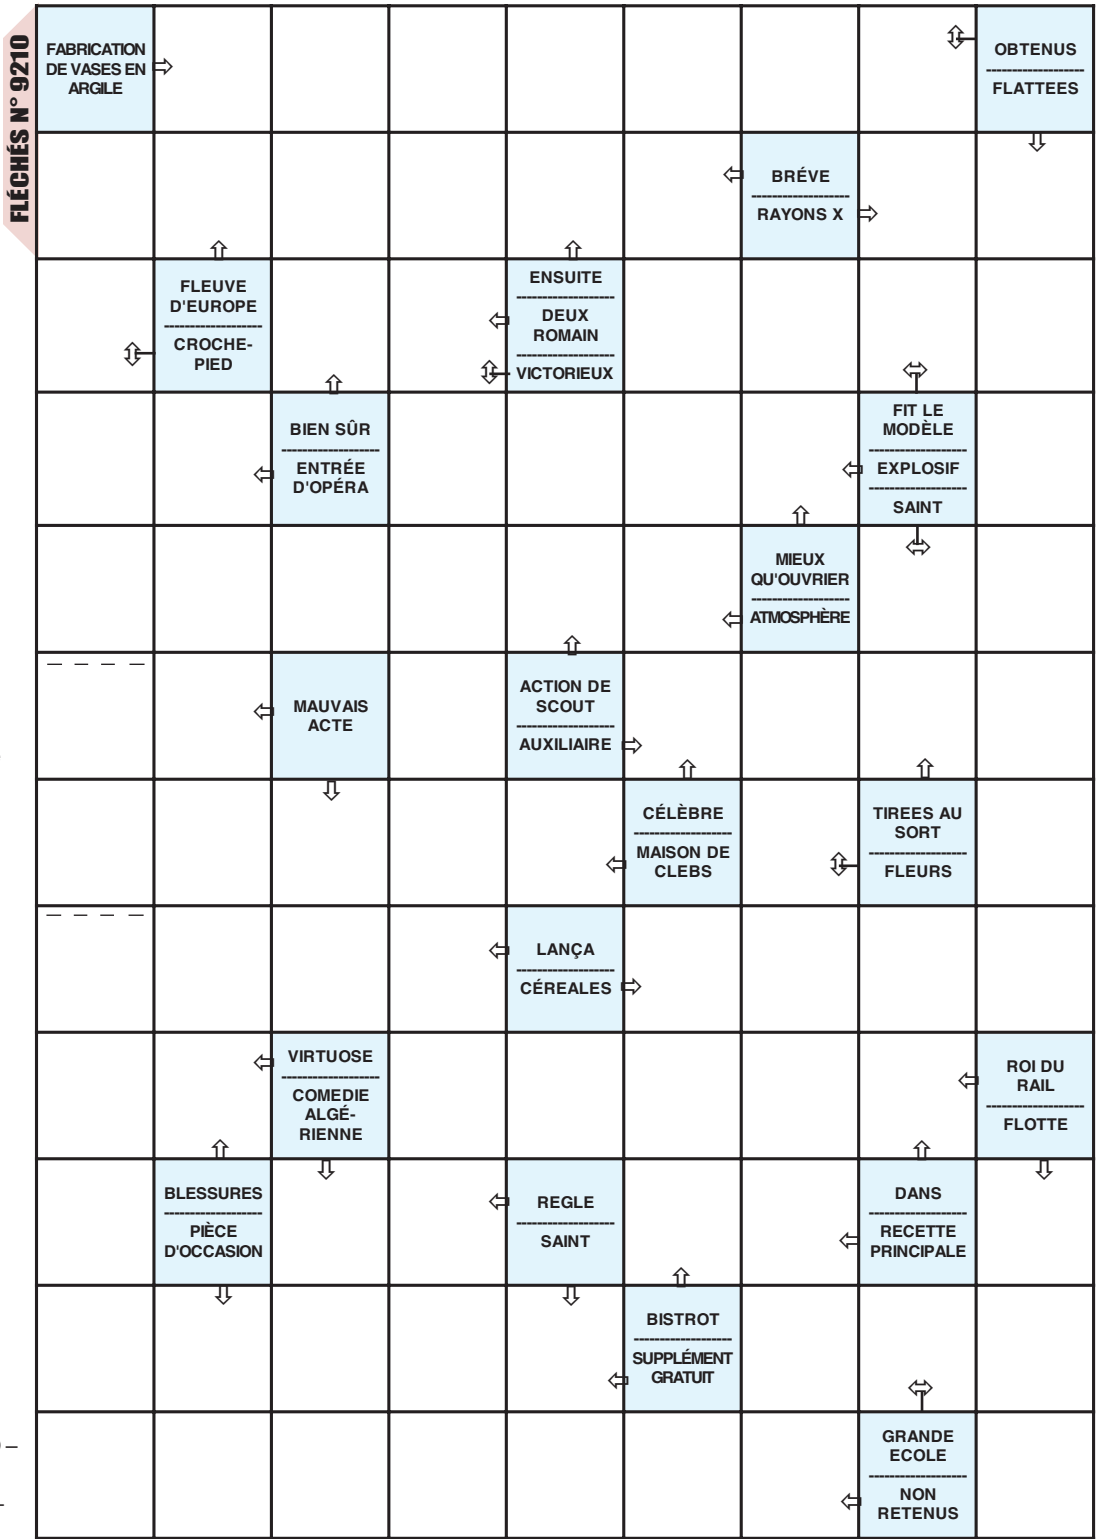 FLÉCHÉS N° 9210
FABRICATION
DE VASES EN
ARGILE
OBTENUS
FLATTEES
BRÉVE
RAYONS X
FLEUVE
D'EUROPE
CROCHE-
PIED
ENSUITE
DEUX
ROMAIN
VICTORIEUX
BIEN SÛR
ENTRÉE
D'OPÉRA
FIT LE
MODÈLE
EXPLOSIF
SAINT
MIEUX
QU'OUVRIER
ATMOSPHÈRE
MAUVAIS
ACTE
ACTION DE
SCOUT
AUXILIAIRE
CÉLÈBRE
MAISON DE
CLEBS
TIREES AU
SORT
FLEURS
LANÇA
CÉREALES
VIRTUOSE
COMEDIE
ALGÉ-
RIENNE
ROI DU
RAIL
FLOTTE
BLESSURES
PIÈCE
D'OCCASION
REGLE
SAINT
DANS
RECETTE
PRINCIPALE
BISTROT
SUPPLÉMENT
GRATUIT
GRANDE
ECOLE
NON
RETENUS